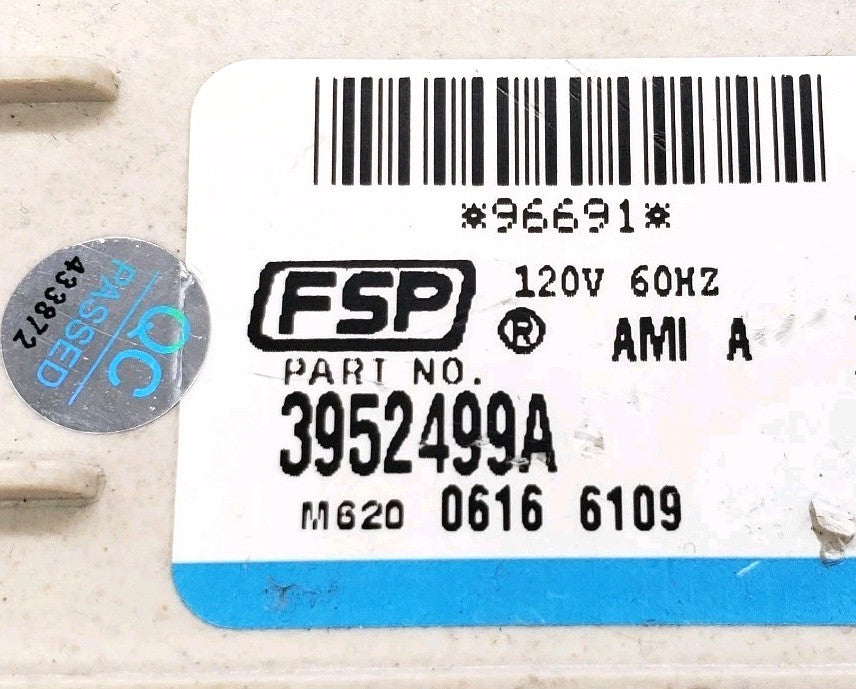 *96691*
FSP ® 120V 60HZ
AMI A
PART NO.
3952499A
M620 0616 6109
QC
PASSED
433872